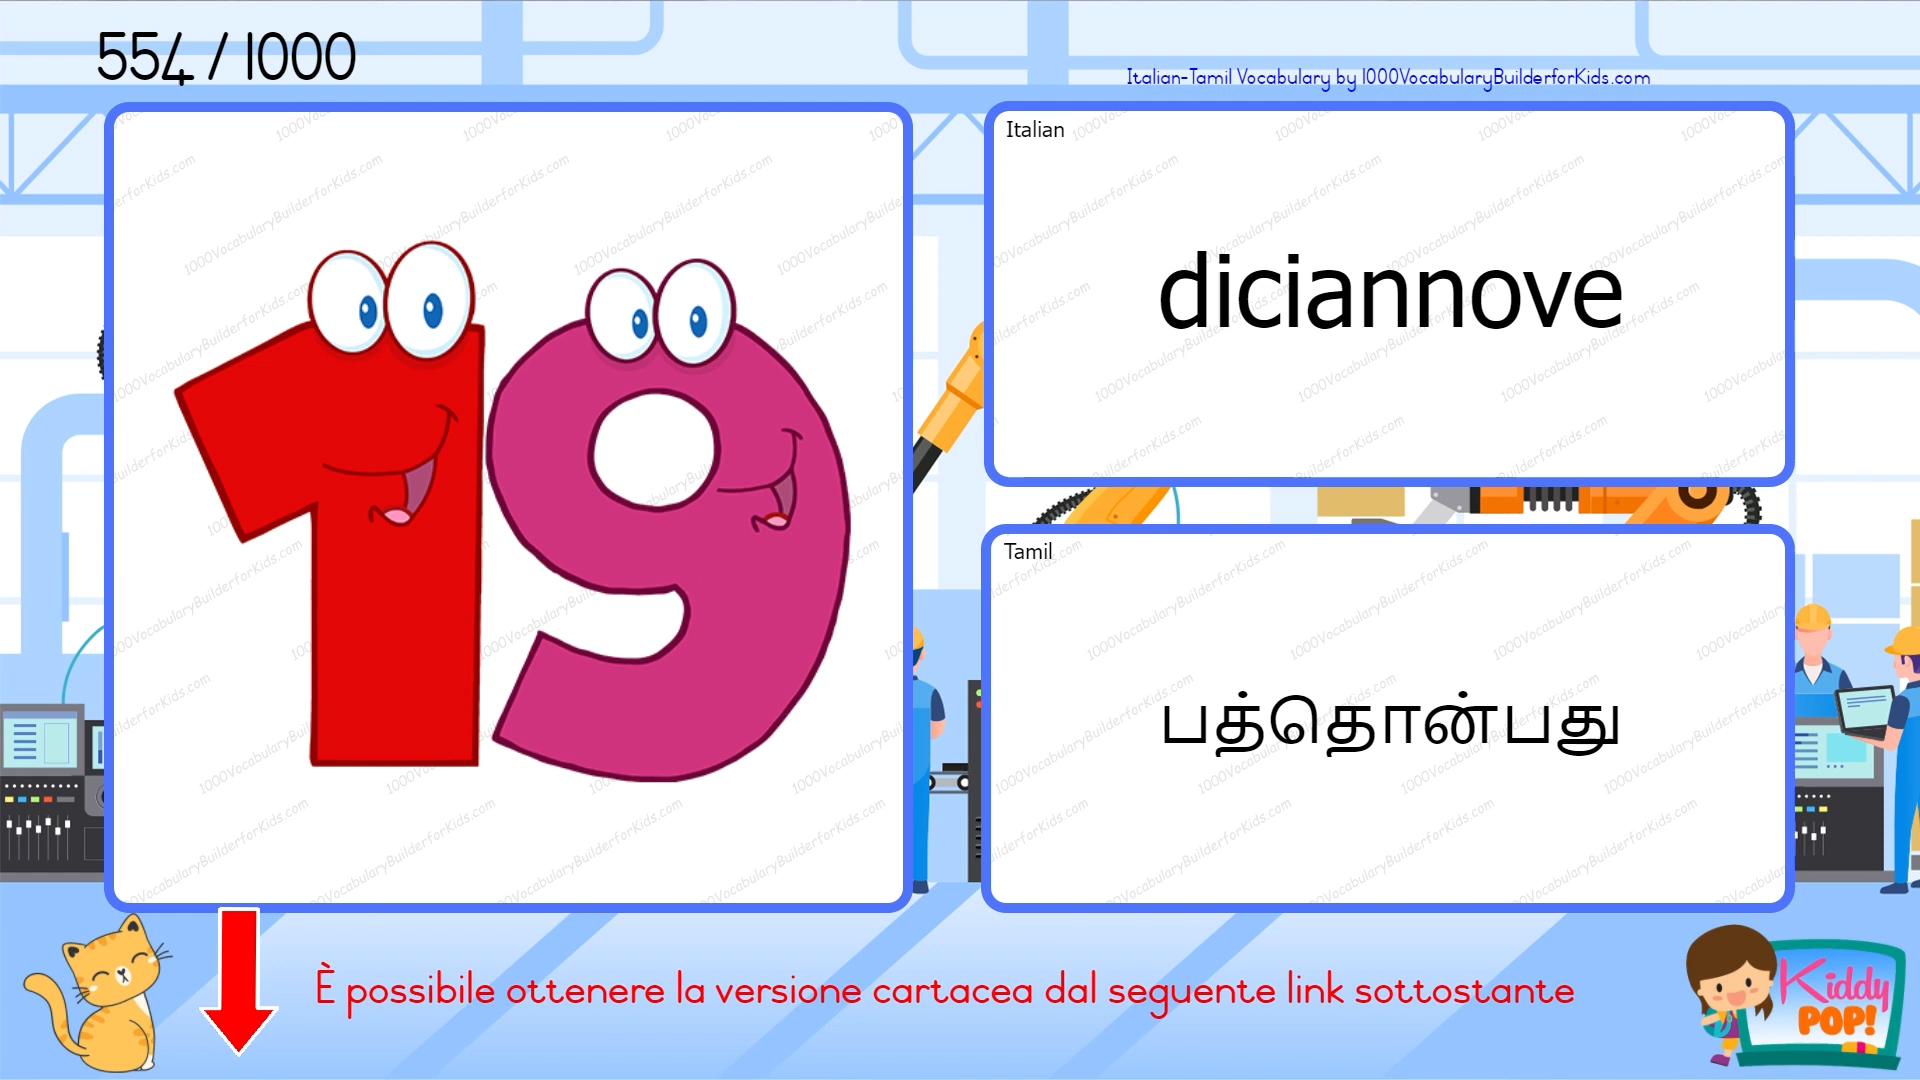 554 / 1000
Italian-Tamil Vocabulary by 1000VocabularyBuilderforKids.com
19
Italian
diciannove
Tamil
பத்தொன்பது
È possibile ottenere la versione cartacea dal seguente link sottostante
Kiddy
POP!